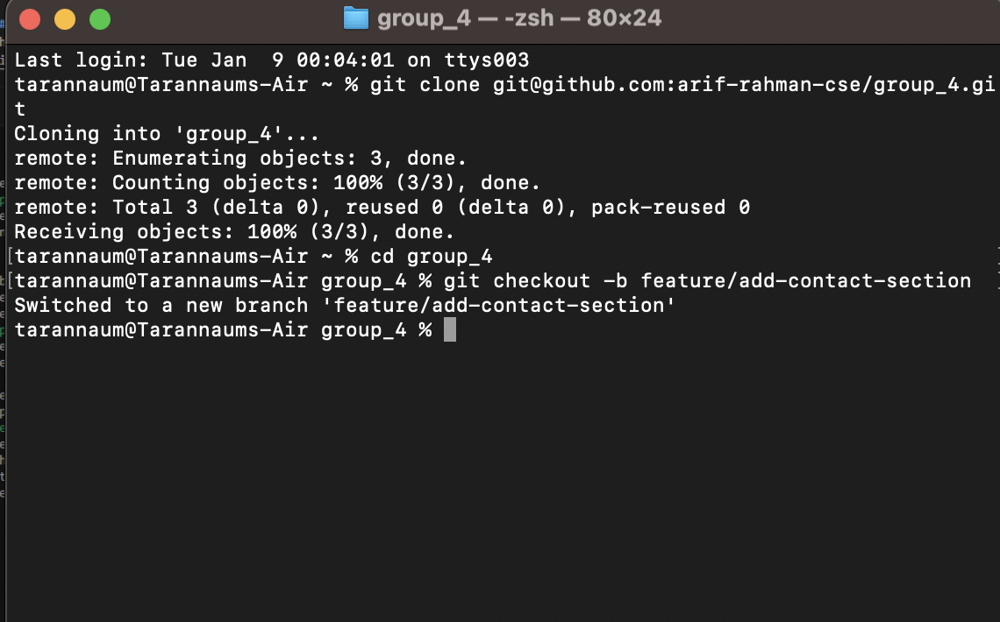 group_4 — -zsh — 80×24
Last login: Tue Jan  9 00:04:01 on ttys003
tarannaum@Tarannaums-Air ~ % git clone git@github.com:arif-rahman-cse/group_4.gi
t
Cloning into 'group_4'...
remote: Enumerating objects: 3, done.
remote: Counting objects: 100% (3/3), done.
remote: Total 3 (delta 0), reused 0 (delta 0), pack-reused 0
Receiving objects: 100% (3/3), done.
[tarannaum@Tarannaums-Air ~ % cd group_4
[tarannaum@Tarannaums-Air group_4 % git checkout -b feature/add-contact-section
Switched to a new branch 'feature/add-contact-section'
tarannaum@Tarannaums-Air group_4 %